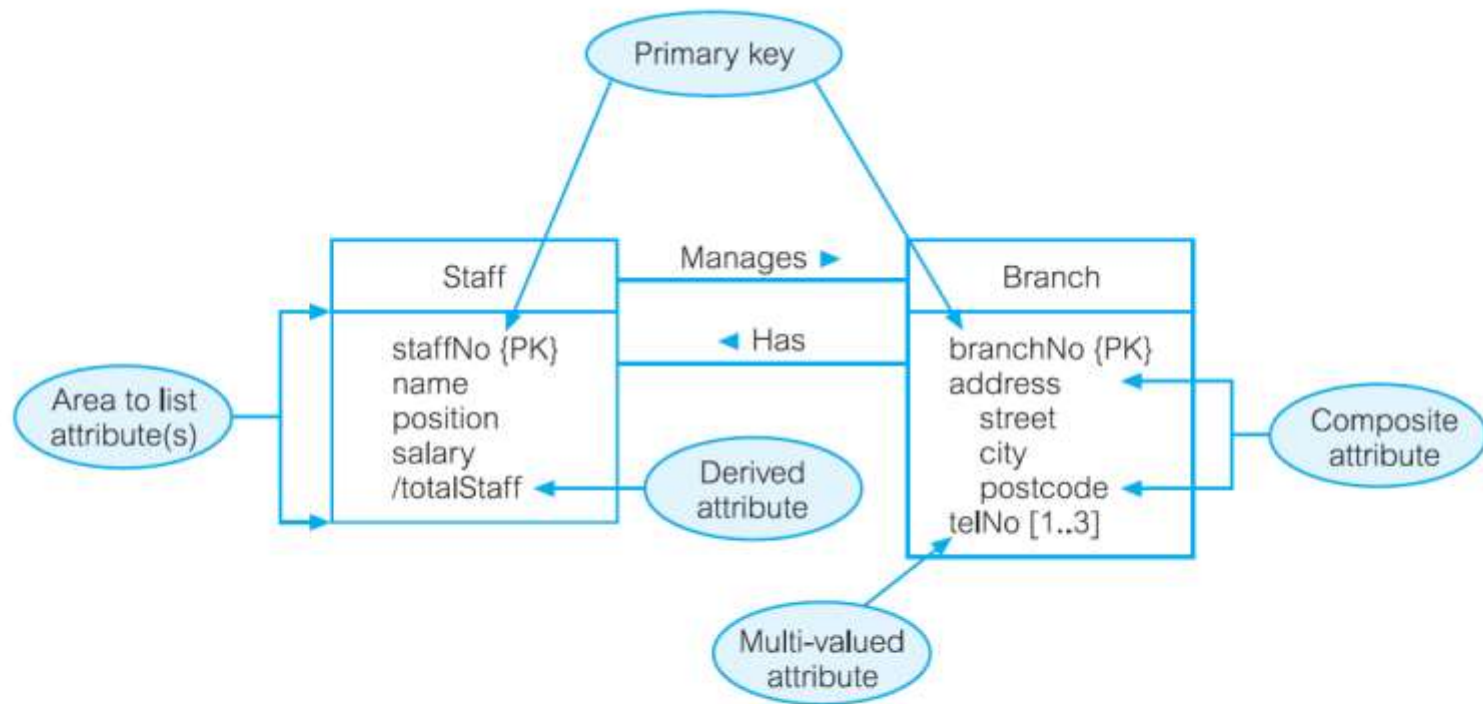 Primary key
Manages ►
Staff
Branch
◄ Has
staffNo {PK}
name
position
salary
/totalStaff
branchNo {PK}
address
street
city
postcode
telNo [1..3]
Area to list
attribute(s)
Derived
attribute
Composite
attribute
Multi-valued
attribute